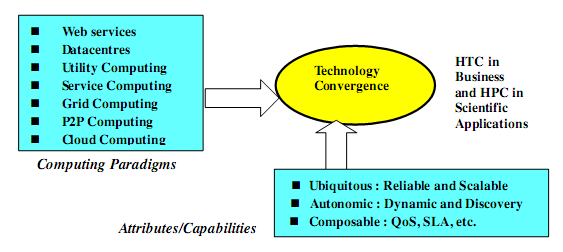 Web services
Datacentres
Utility Computing
Service Computing
Grid Computing
P2P Computing
Cloud Computing
Computing Paradigms
Technology
Convergence
HTC in
Business
and HPC in
Scientific
Applications
Ubiquitous : Reliable and Scalable
Autonomic : Dynamic and Discovery
Composable : QoS, SLA, etc.
Attributes/Capabilities